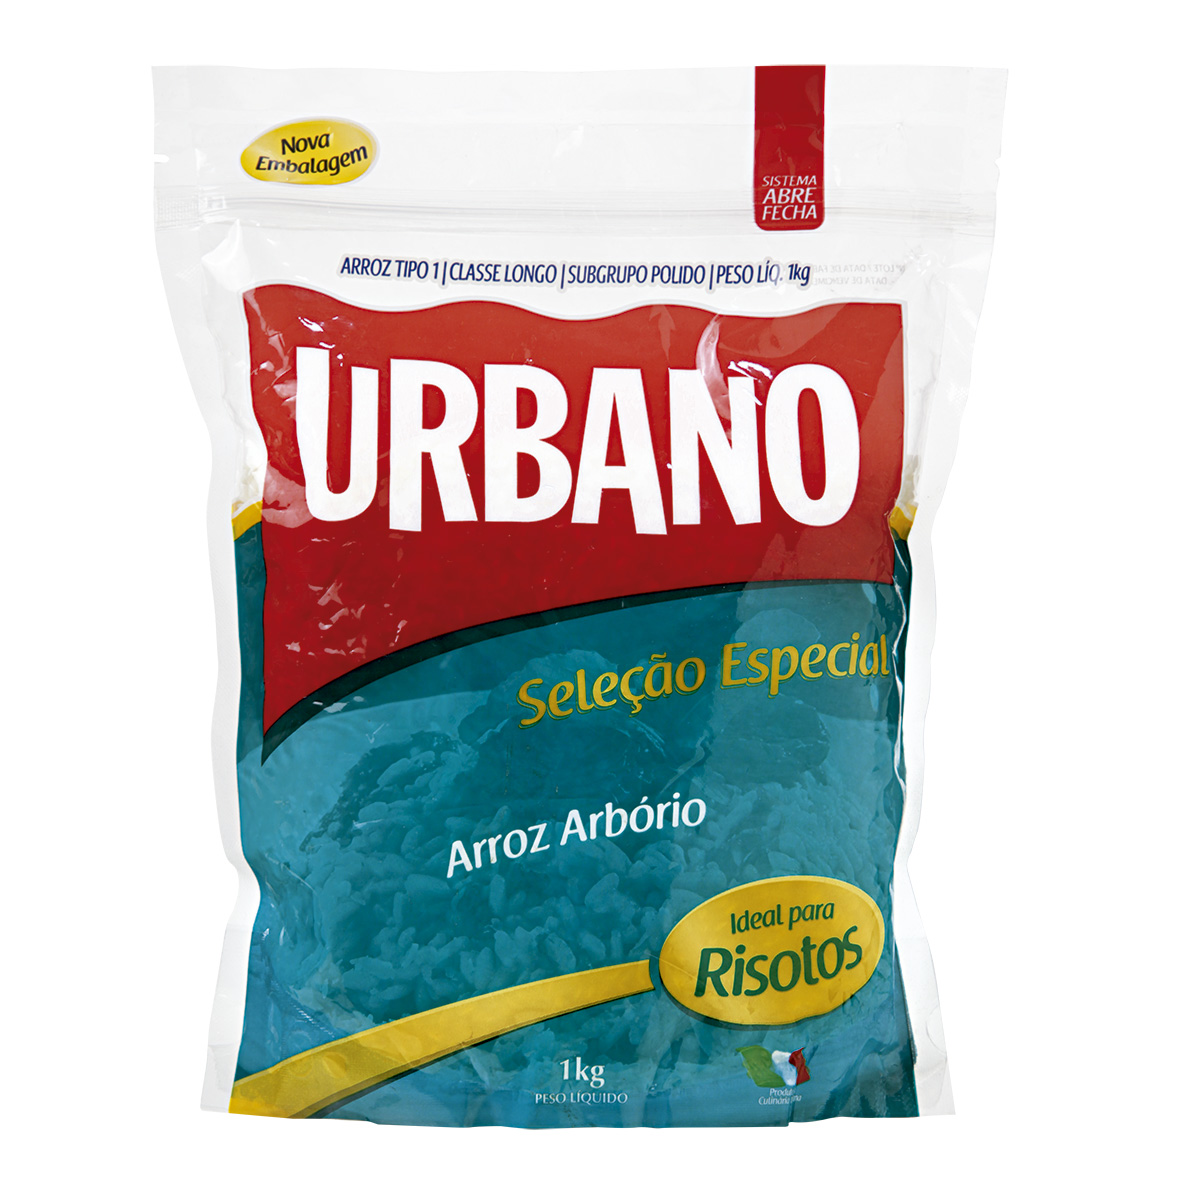 Nova
Embalagem
SISTEMA
ABRE
FECHA
ARROZ TIPO 1 | CLASSE LONGO | SUBGRUPO POLIDO | PESO LÍQ. 1kg
URBANO
Seleção Especial
Arroz Arbório
Ideal para
Risotos
1kg
PESO LÍQUIDO
Culinária